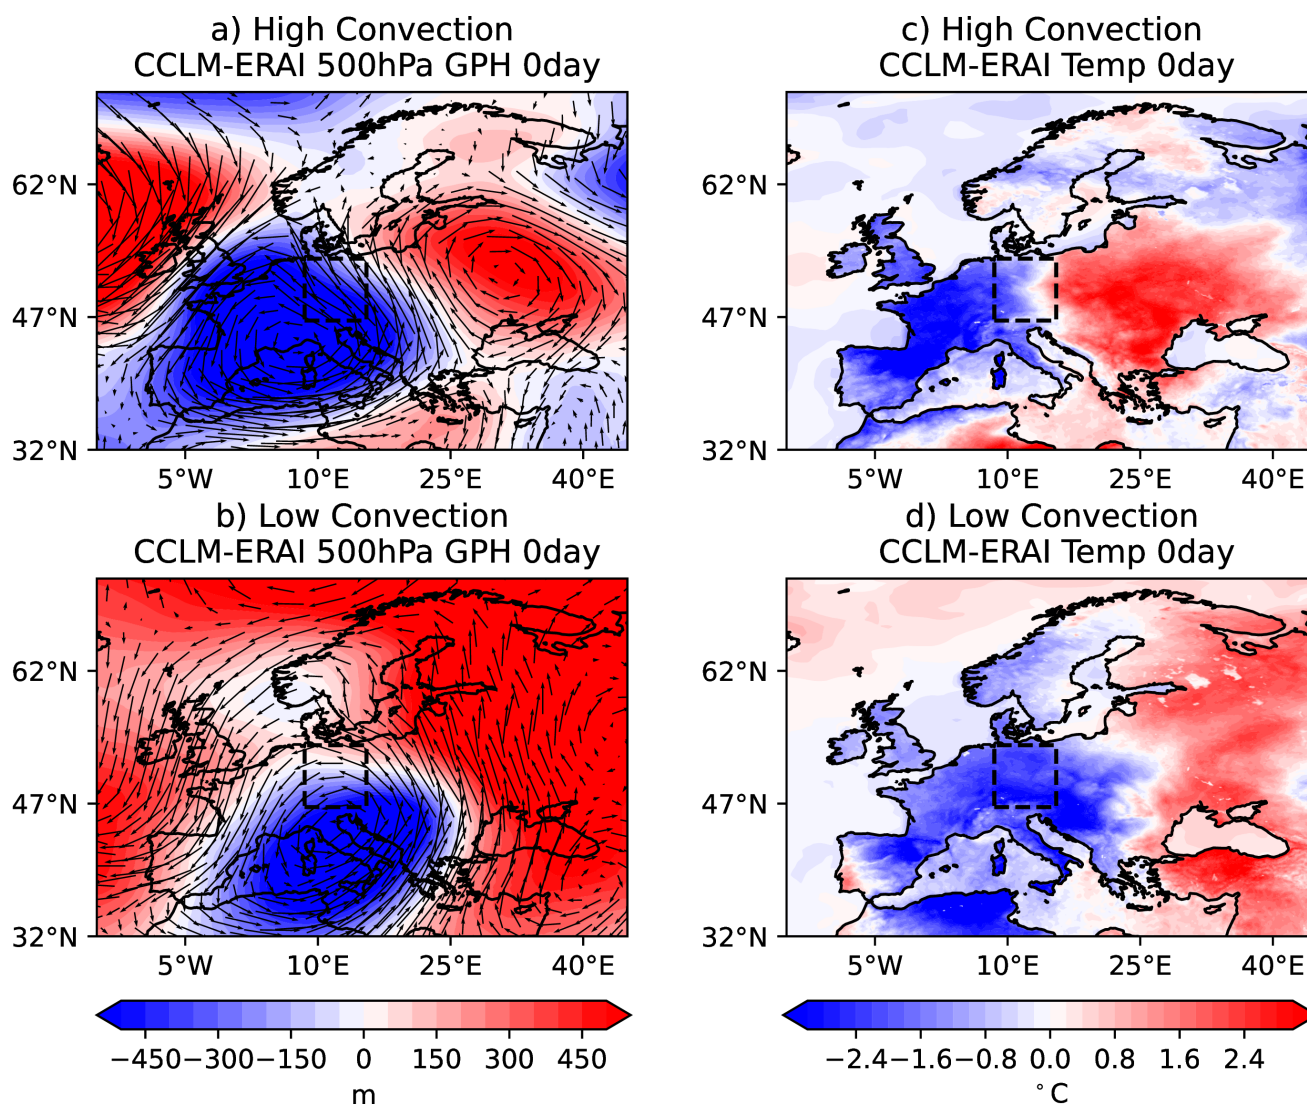 a) High Convection
CCLM-ERAI 500hPa GPH 0day
62°N
47°N
32°N
5°W 10°E 25°E 40°E
c) High Convection
CCLM-ERAI Temp 0day
62°N
47°N
32°N
5°W 10°E 25°E 40°E
b) Low Convection
CCLM-ERAI 500hPa GPH 0day
62°N
47°N
32°N
5°W 10°E 25°E 40°E
d) Low Convection
CCLM-ERAI Temp 0day
62°N
47°N
32°N
5°W 10°E 25°E 40°E
−450 −300 −150 0 150 300 450
m
−2.4 −1.6 −0.8 0.0 0.8 1.6 2.4
°C